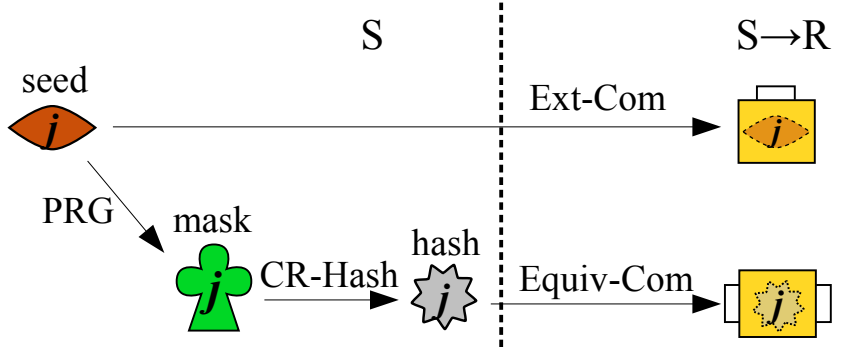 S
S→R
seed
Ext-Com
j
j
PRG
mask
hash
CR-Hash
Equiv-Com
j
j
j